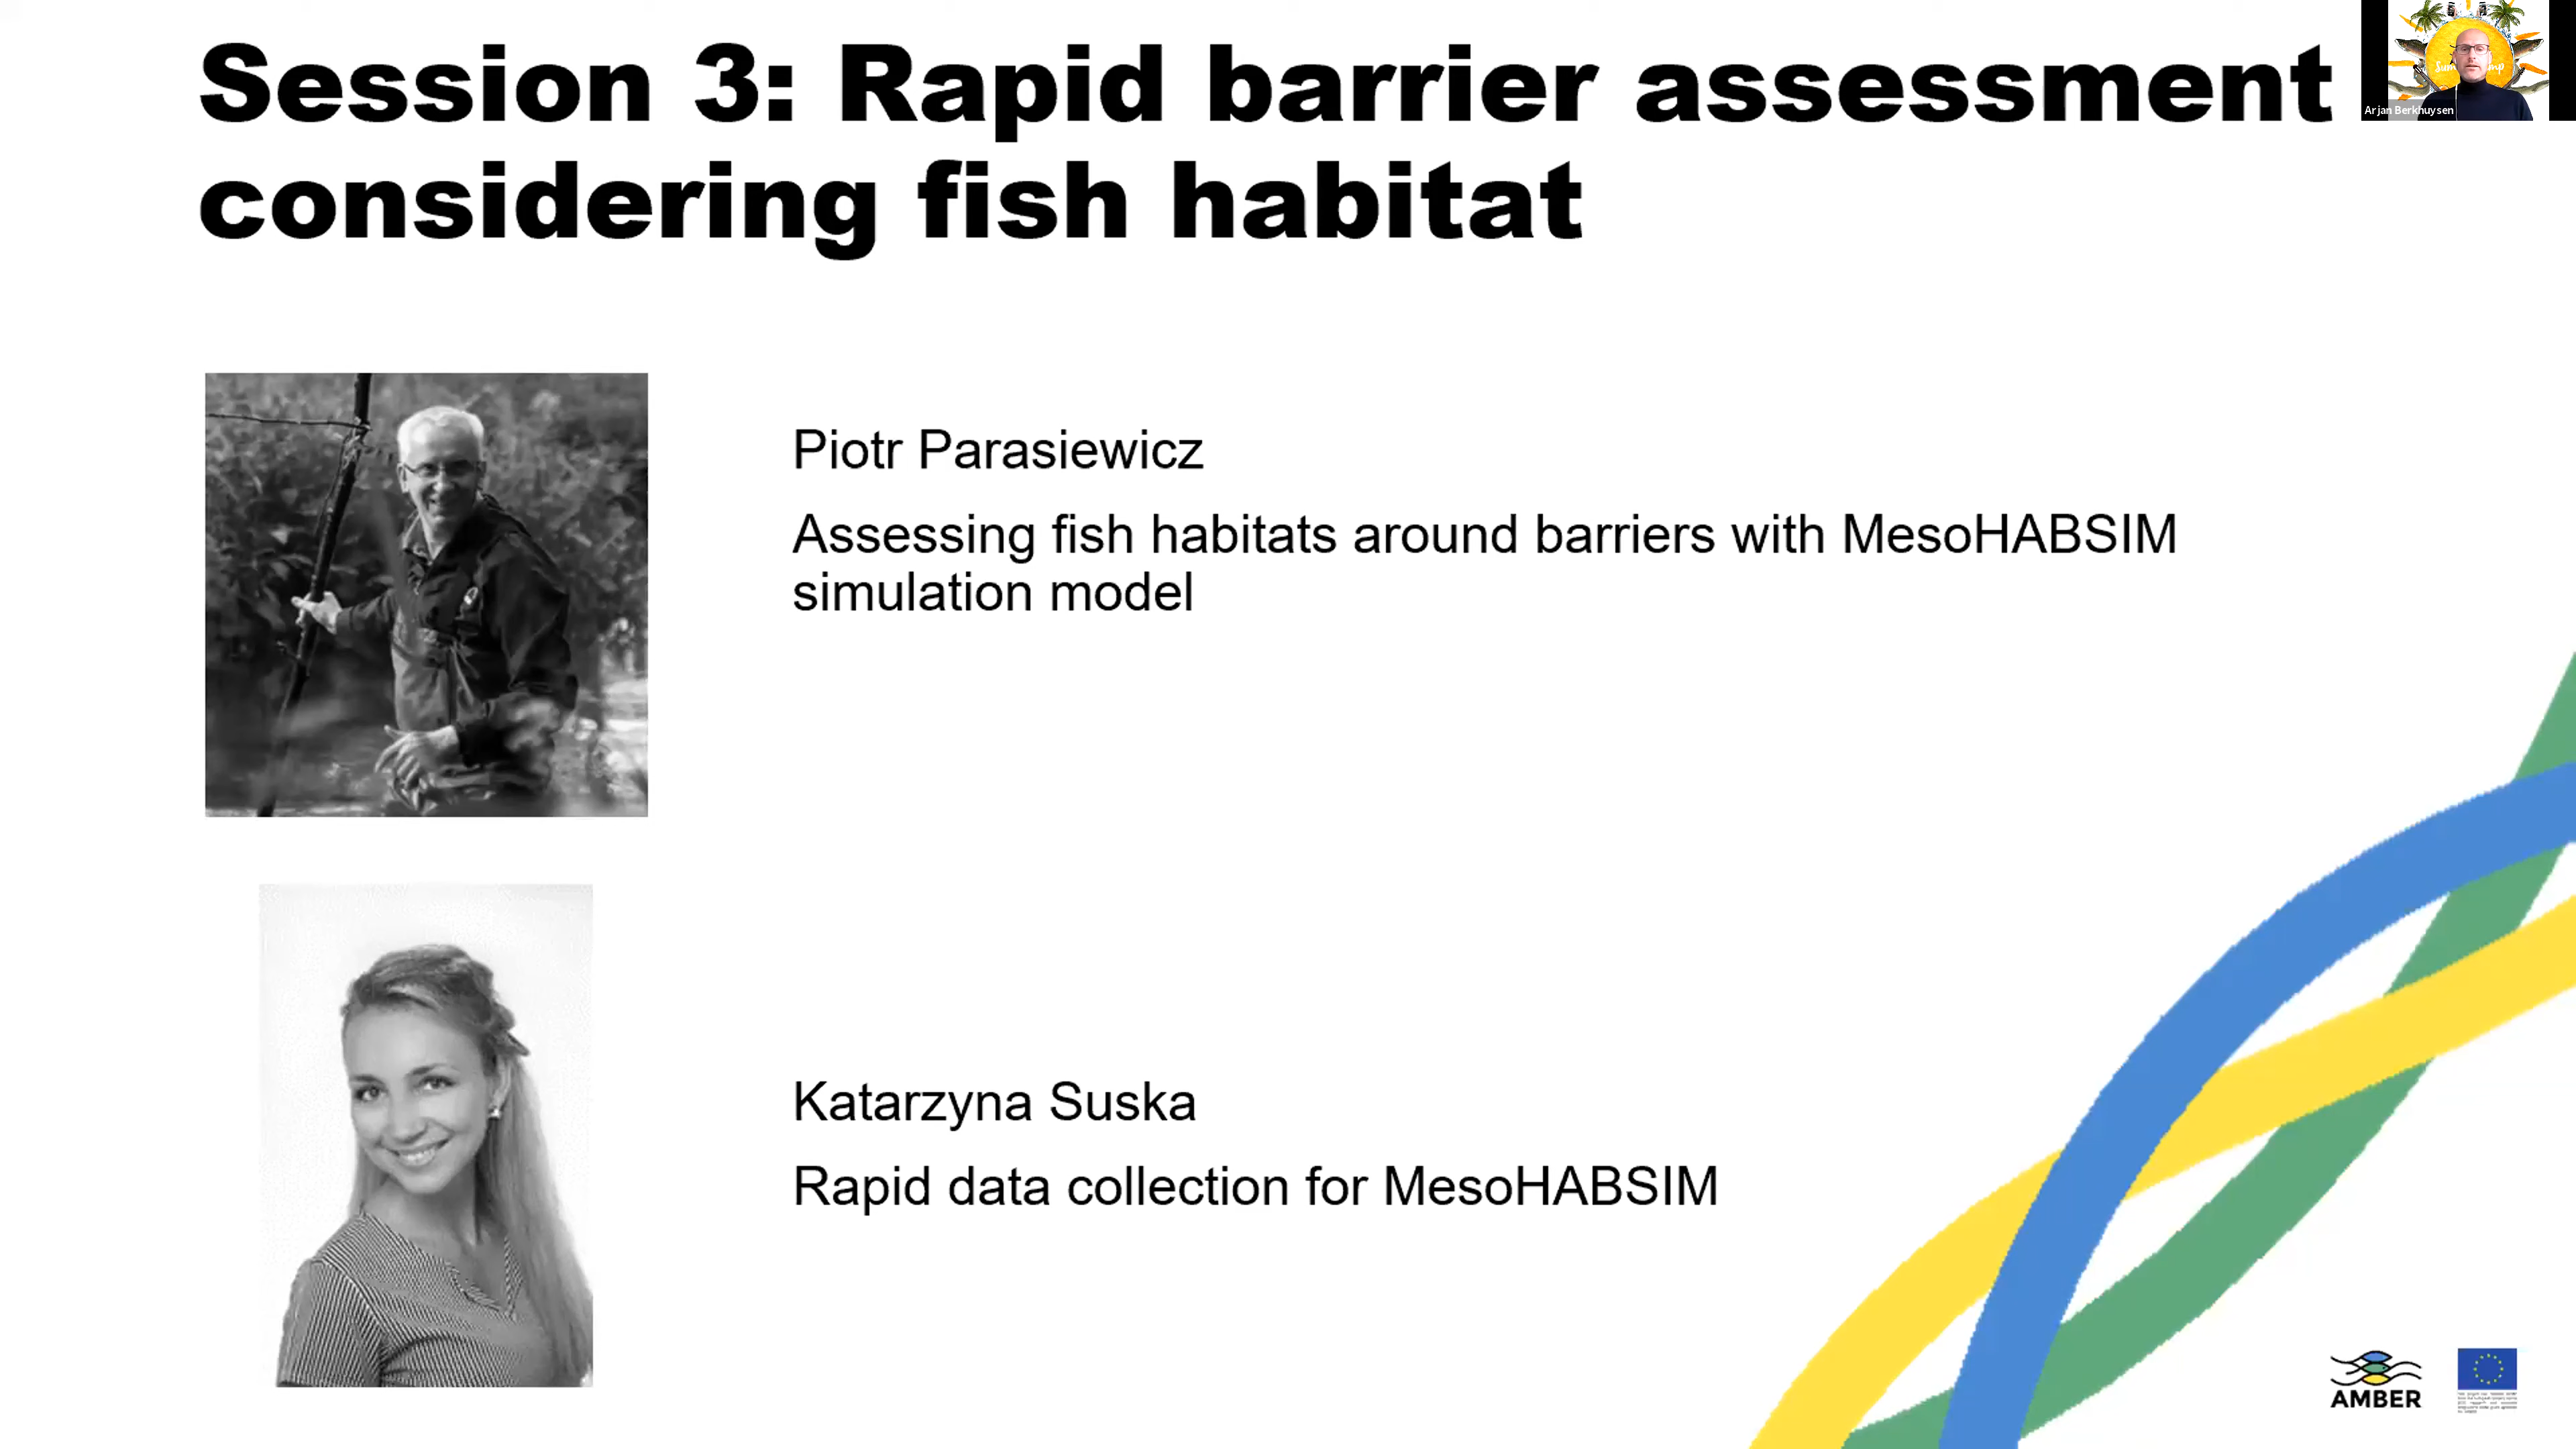 Session 3: Rapid barrier assessment
considering fish habitat
Arjan Berkhuysen
Piotr Parasiewicz
Assessing fish habitats around barriers with MesoHABSIM
simulation model
Katarzyna Suska
Rapid data collection for MesoHABSIM
AMBER